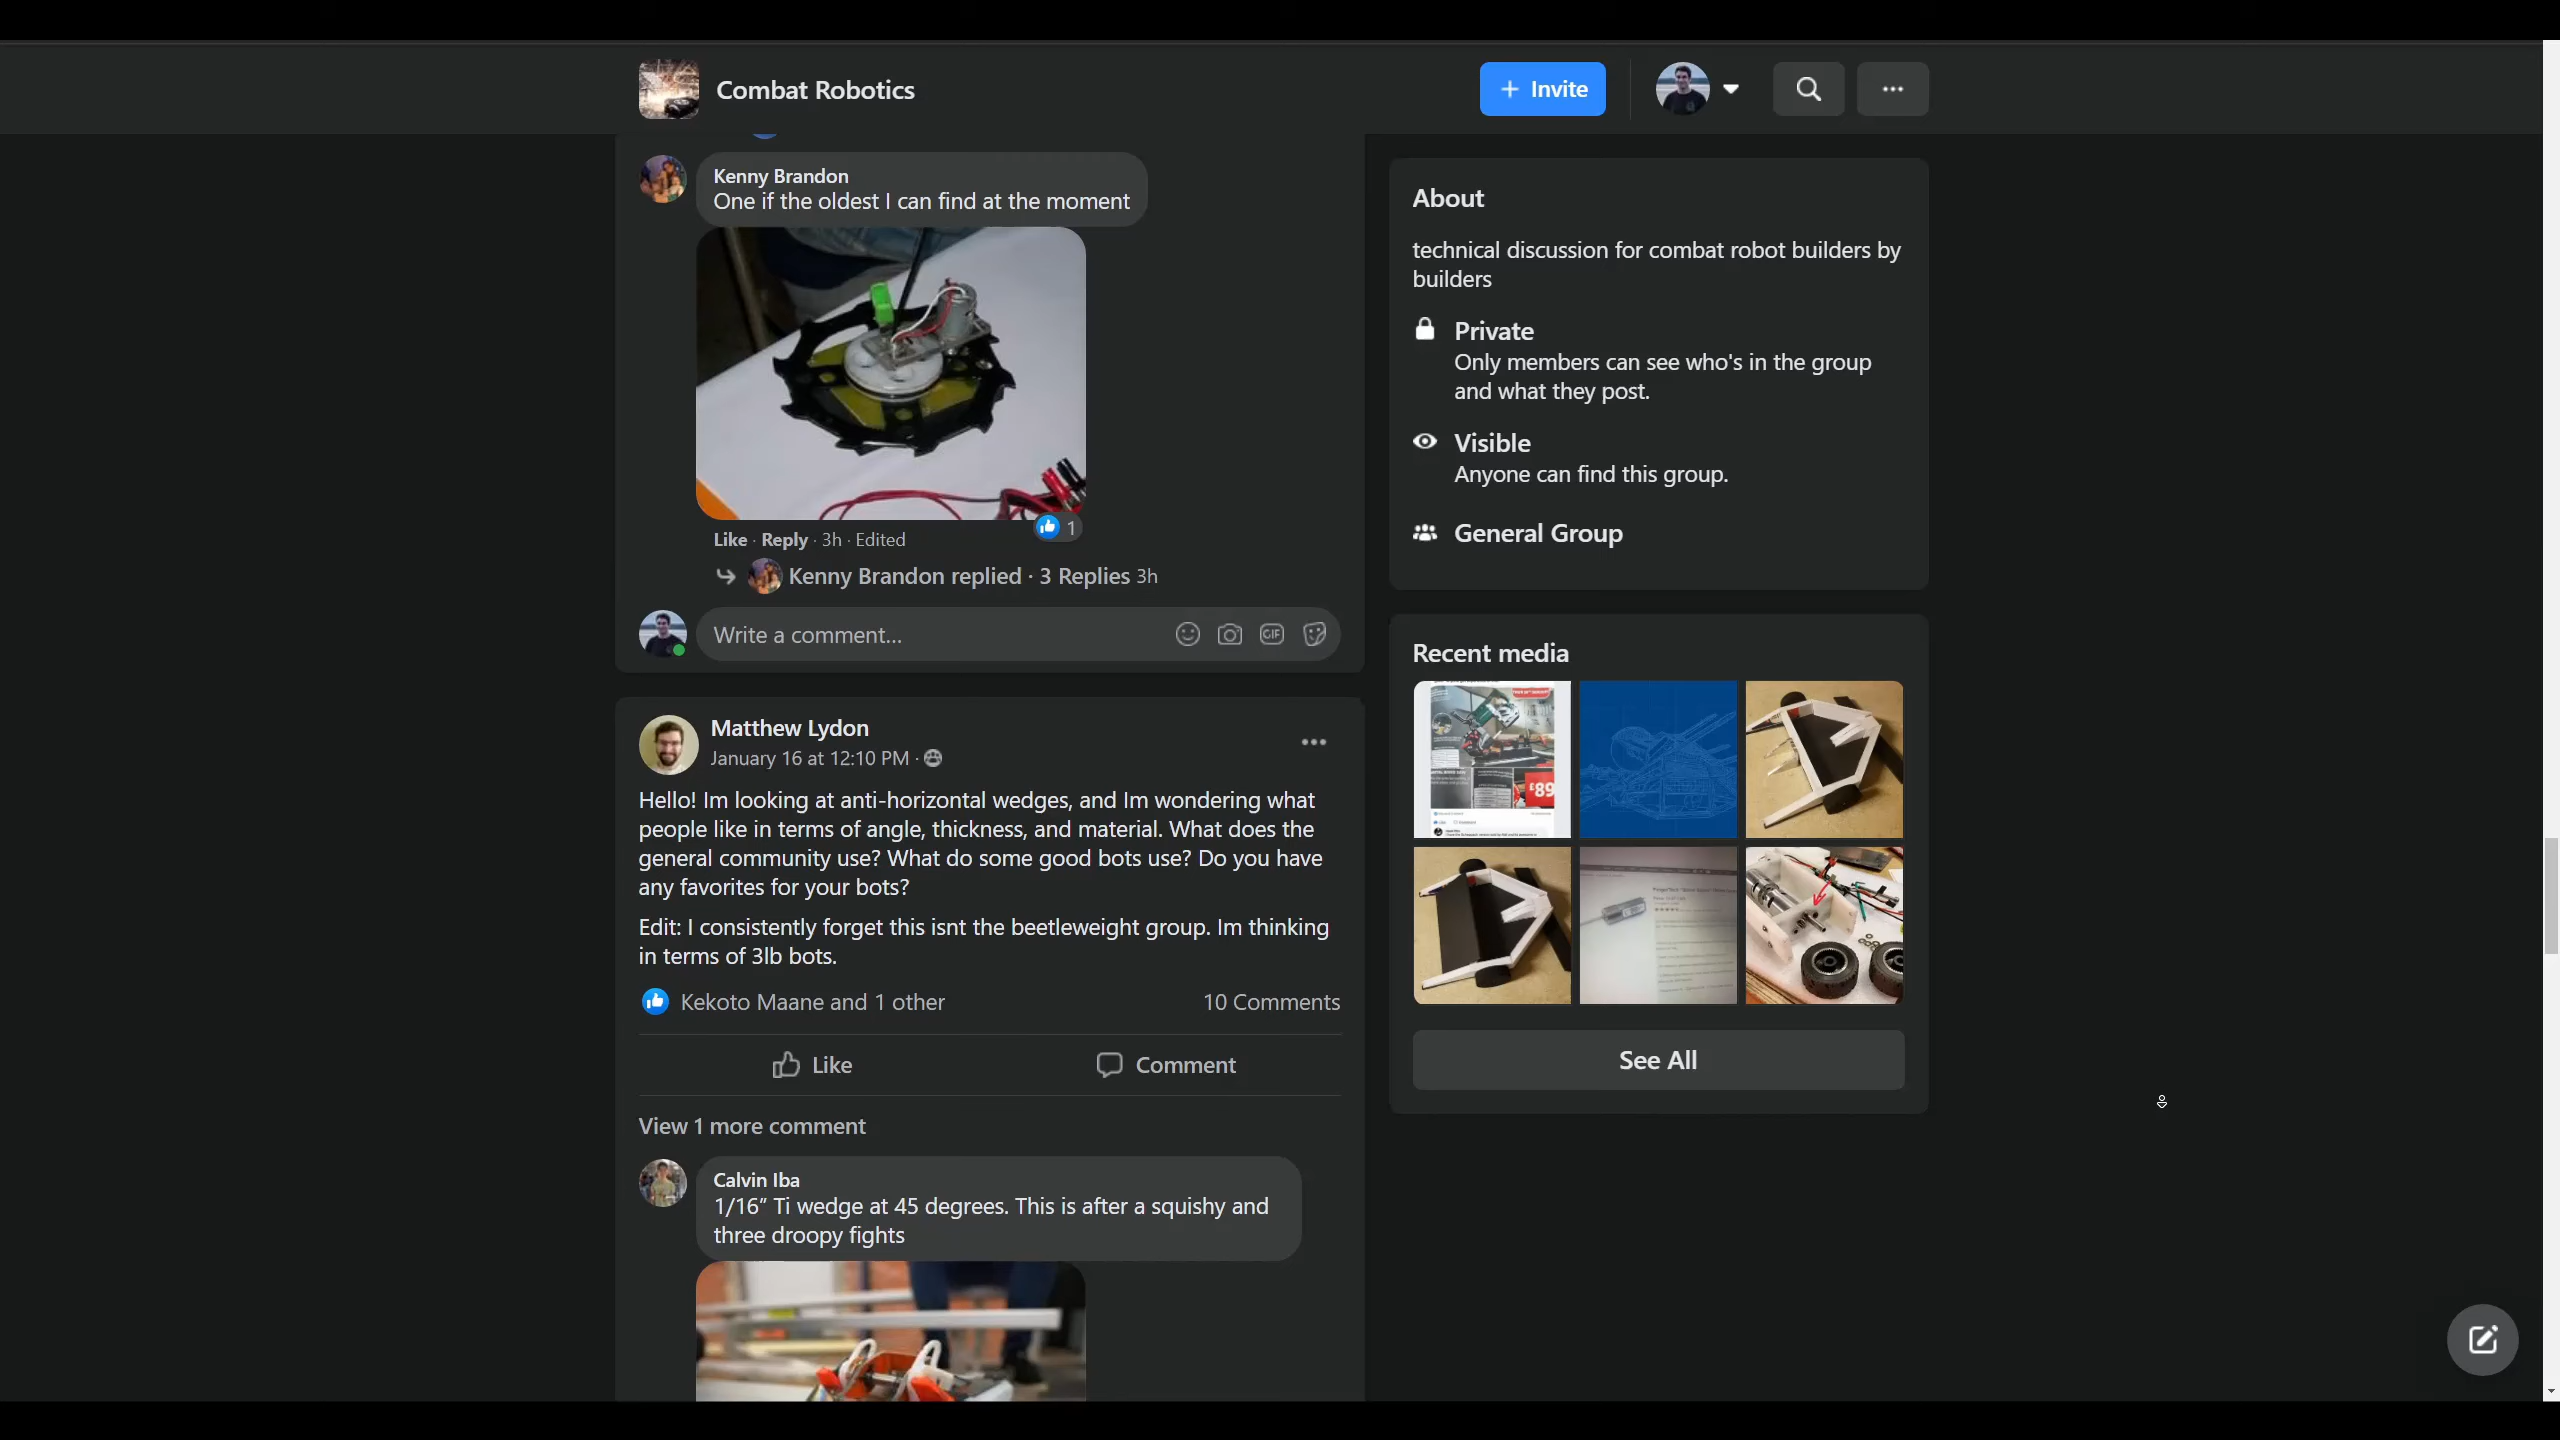 Combat Robotics
+ Invite
Kenny Brandon
One if the oldest I can find at the moment
Like · Reply · 3h · Edited
1
Kenny Brandon replied · 3 Replies 3h
Write a comment...
GIF
Matthew Lydon
January 16 at 12:10 PM ·
Hello! Im looking at anti-horizontal wedges, and Im wondering what
people like in terms of angle, thickness, and material. What does the
general community use? What do some good bots use? Do you have
any favorites for your bots?
Edit: I consistently forget this isnt the beetleweight group. Im thinking
in terms of 3lb bots.
Kekoto Maane and 1 other
10 Comments
Like
Comment
View 1 more comment
Calvin Iba
1/16” Ti wedge at 45 degrees. This is after a squishy and
three droopy fights
About
technical discussion for combat robot builders by
builders
Private
Only members can see who's in the group
and what they post.
Visible
Anyone can find this group.
General Group
Recent media
£89
See All